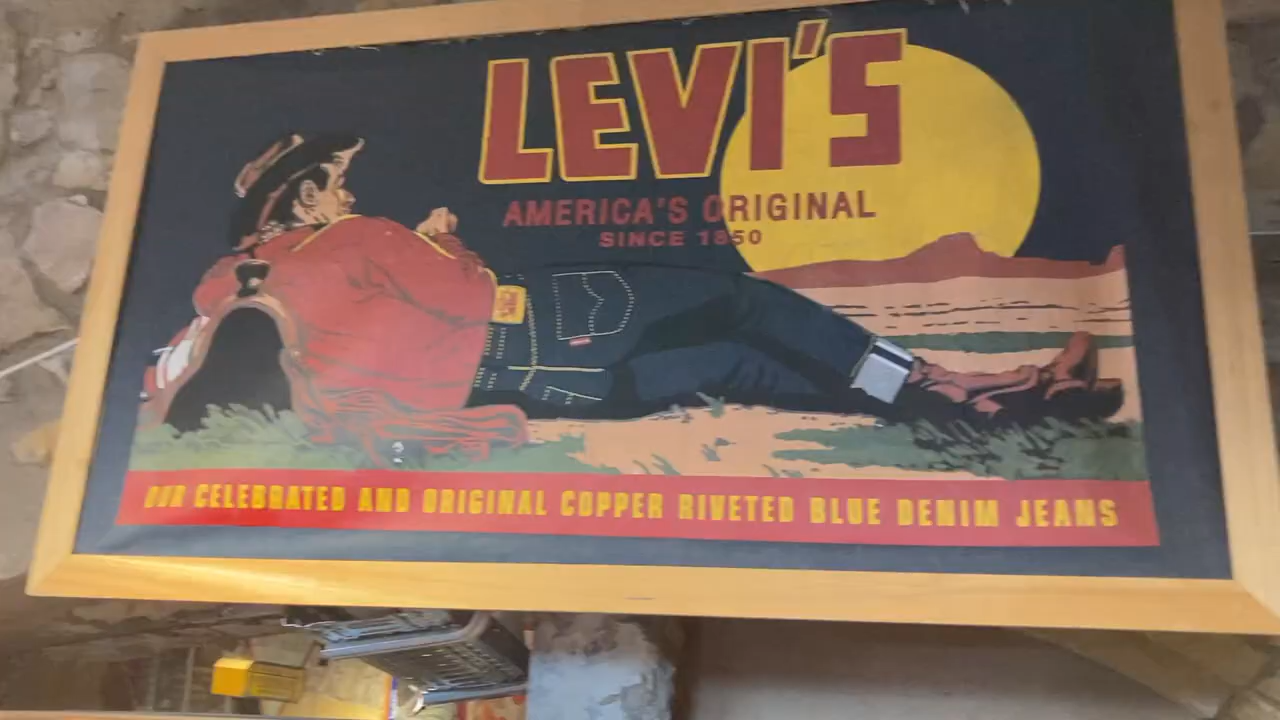 LEVI'S
AMERICA'S ORIGINAL
SINCE 1850
OUR CELEBRATED AND ORIGINAL COPPER RIVETED BLUE DENIM JEANS